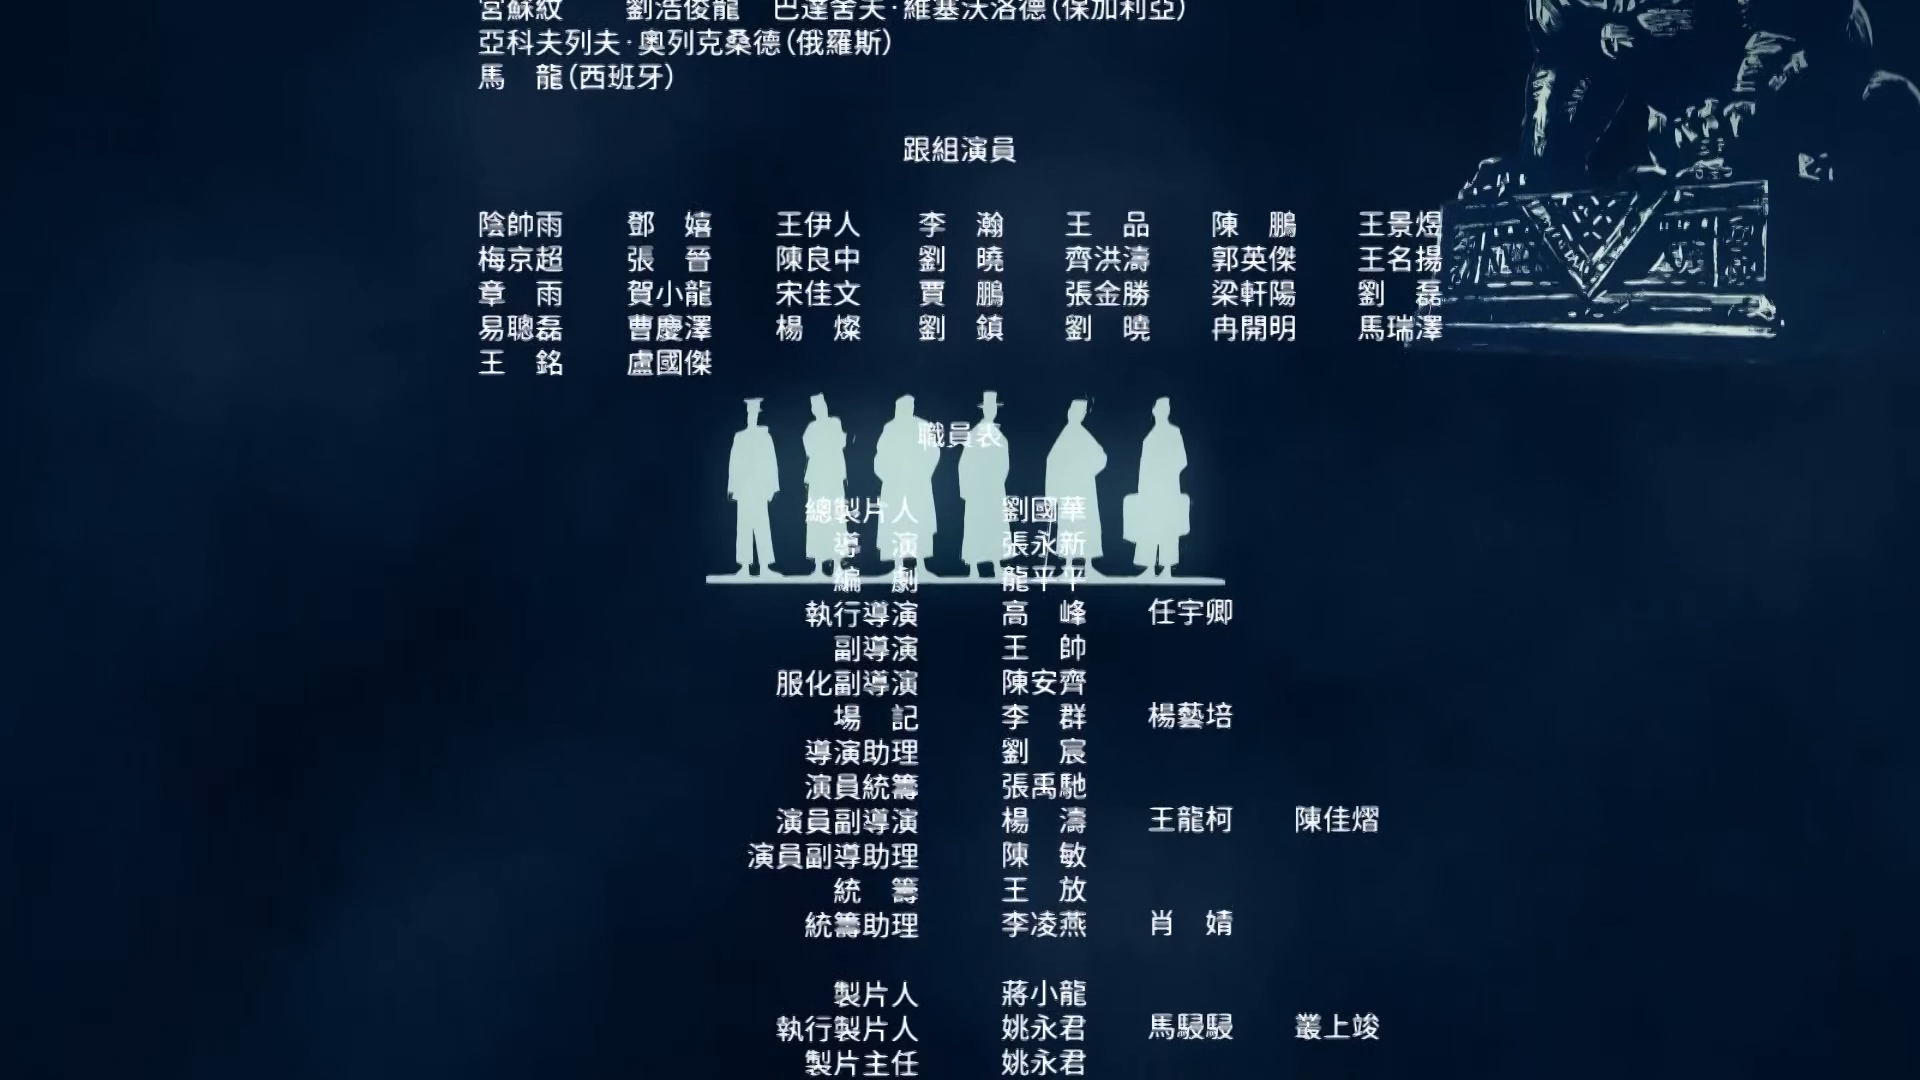 宮蘇紋 劉浩俊龍 巴達舍夫·維塞沃洛德(保加利亞)
亞科夫列夫·奧列克桑德(俄羅斯)
馬 龍(西班牙)
跟組演員
陰帥雨 鄧 嬉 王伊人 李 瀚 王 品 陳 鵬 王景煜
梅京超 張 晉 陳良中 劉 曉 齊洪濤 郭英傑 王名揚
章 雨 賀小龍 宋佳文 賈 鵬 張金勝 梁軒陽 劉 磊
易聰磊 曹慶澤 楊 燦 劉 鎮 劉 曉 冉開明 馬瑞澤
王 銘 盧國傑
職員表
總製片人 劉國華
導 演 張永新
編 劇 龍平平
執行導演 高 峰 任宇卿
副導演 王 帥
服化副導演 陳安齊
場 記 李 群 楊藝培
導演助理 劉 宸
演員統籌 張禹馳
演員副導演 楊 濤 王龍柯 陳佳熠
演員副導助理 陳 敏
統 籌 王 放
統籌助理 李凌燕 肖 婧
製片人 蔣小龍
執行製片人 姚永君 馬駸駸 叢上竣
製片主任 姚永君